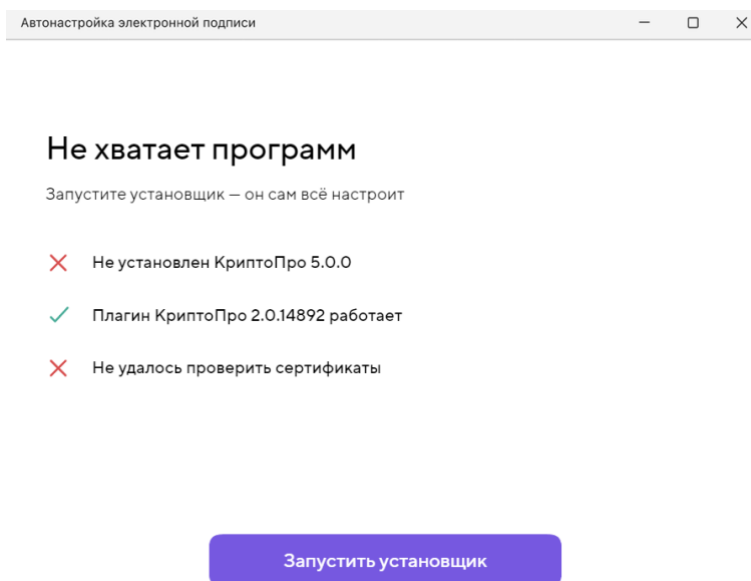 Автонастройка электронной подписи
Не хватает программ
Запустите установщик — он сам всё настроит
Не установлен КриптоПро 5.0.0
Плагин КриптоПро 2.0.14892 работает
Не удалось проверить сертификаты
Запустить установщик